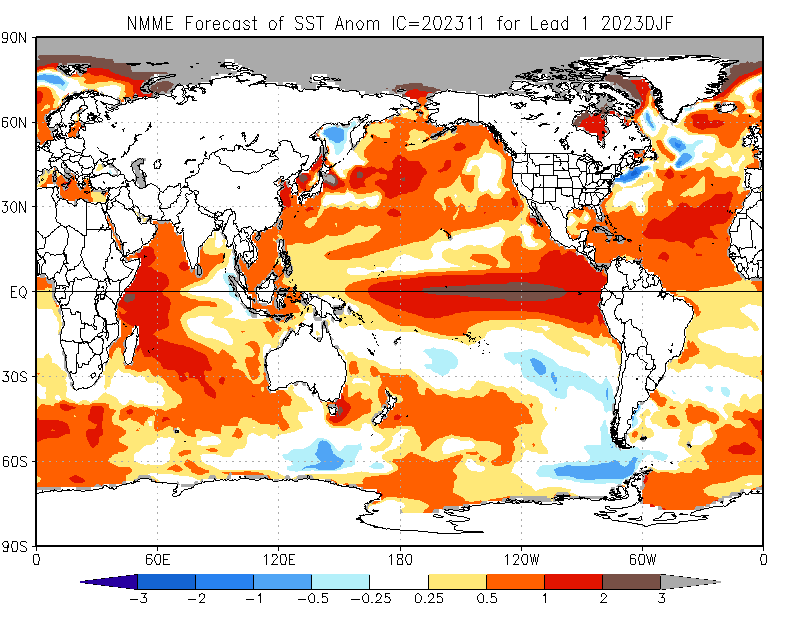 NMME Forecast of SST Anom IC=202311 for Lead 1 2023DJF
90N
60N
30N
EQ
30S
60S
90S
0 60E 120E 180 120W 60W 0
-3 -2 -1 -0.5 -0.25 0.25 0.5 1 2 3